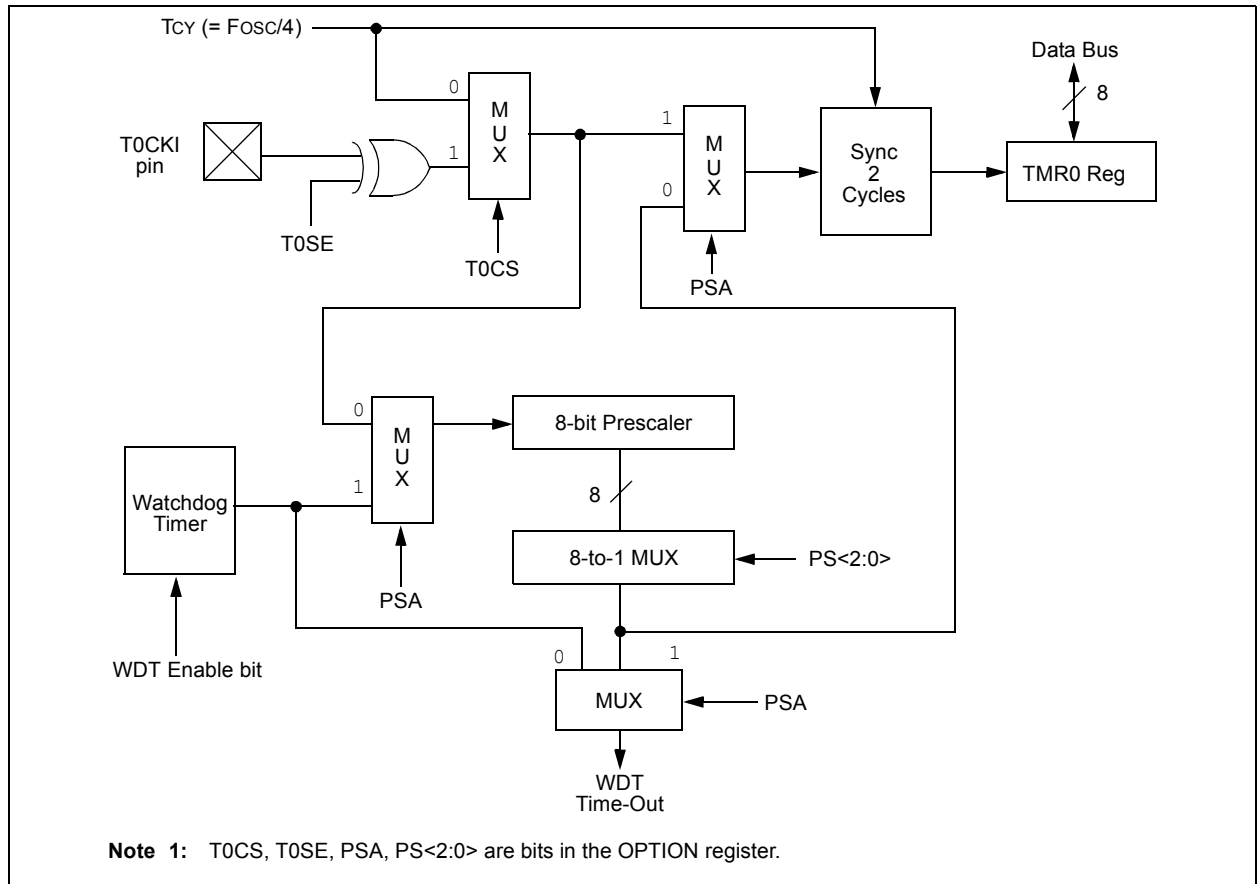 TCY (= FOSC/4)
Data Bus
8
0
M
U
X
1
T0CKI
pin
T0SE
T0CS
1
M
U
X
0
PSA
Sync
2
Cycles
TMR0 Reg
0
M
U
X
1
8-bit Prescaler
8
Watchdog
Timer
8-to-1 MUX
PS<2:0>
PSA
WDT Enable bit
0
1
MUX
PSA
WDT
Time-Out
Note 1: T0CS, T0SE, PSA, PS<2:0> are bits in the OPTION register.